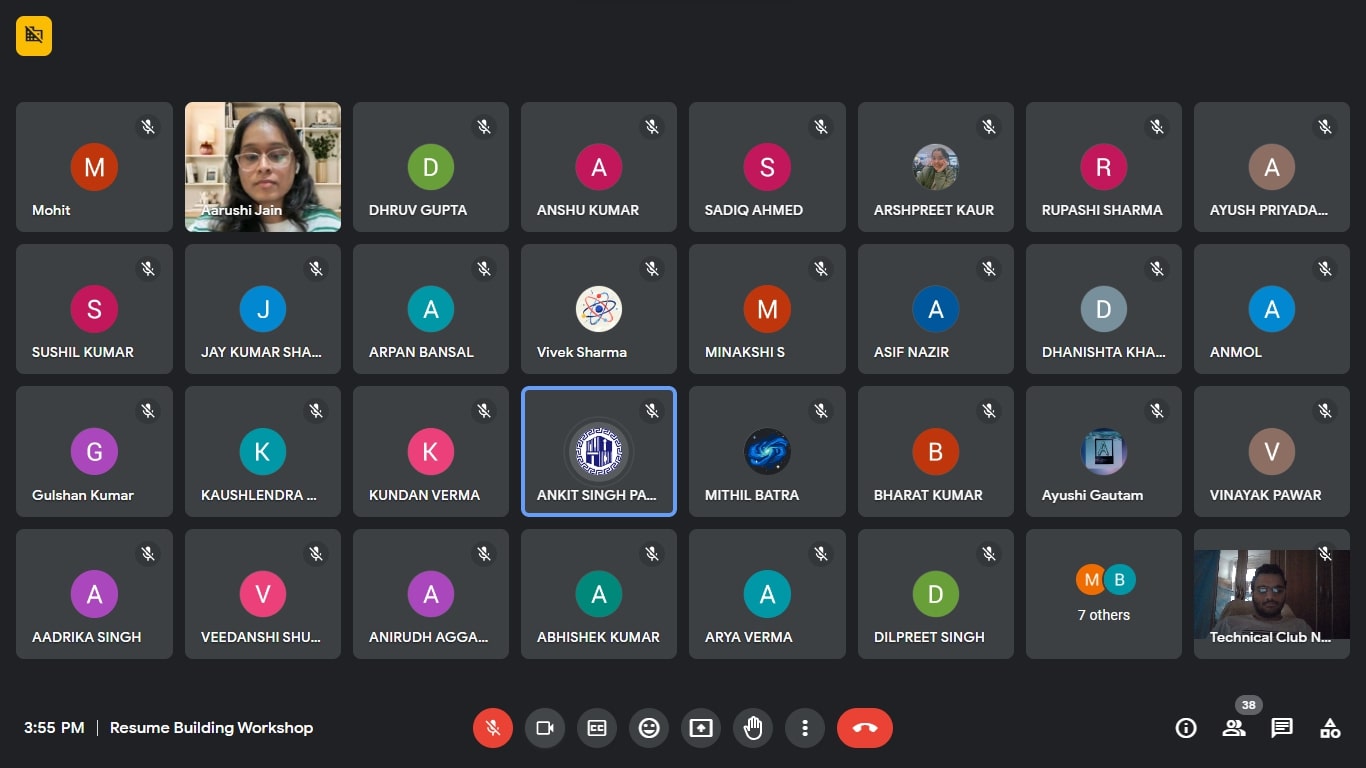 M
Mohit
Aarushi Jain
D
DHRUV GUPTA
A
ANSHU KUMAR
S
SADIQ AHMED
ARSHPREET KAUR
R
RUPASHI SHARMA
A
AYUSH PRIYADA...
S
SUSHIL KUMAR
J
JAY KUMAR SHA...
A
ARPAN BANSAL
Vivek Sharma
M
MINAKSHI S
A
ASIF NAZIR
D
DHANISHTA KHA...
A
ANMOL
G
Gulshan Kumar
K
KAUSHLENDRA ...
K
KUNDAN VERMA
ANKIT SINGH PA...
MITHIL BATRA
B
BHARAT KUMAR
A
Ayushi Gautam
V
VINAYAK PAWAR
A
AADRIKA SINGH
V
VEEDANSHI SHU...
A
ANIRUDH AGGA...
A
ABHISHEK KUMAR
A
ARYA VERMA
D
DILPREET SINGH
M B
7 others
Technical Club N...
3:55 PM | Resume Building Workshop
CC
38